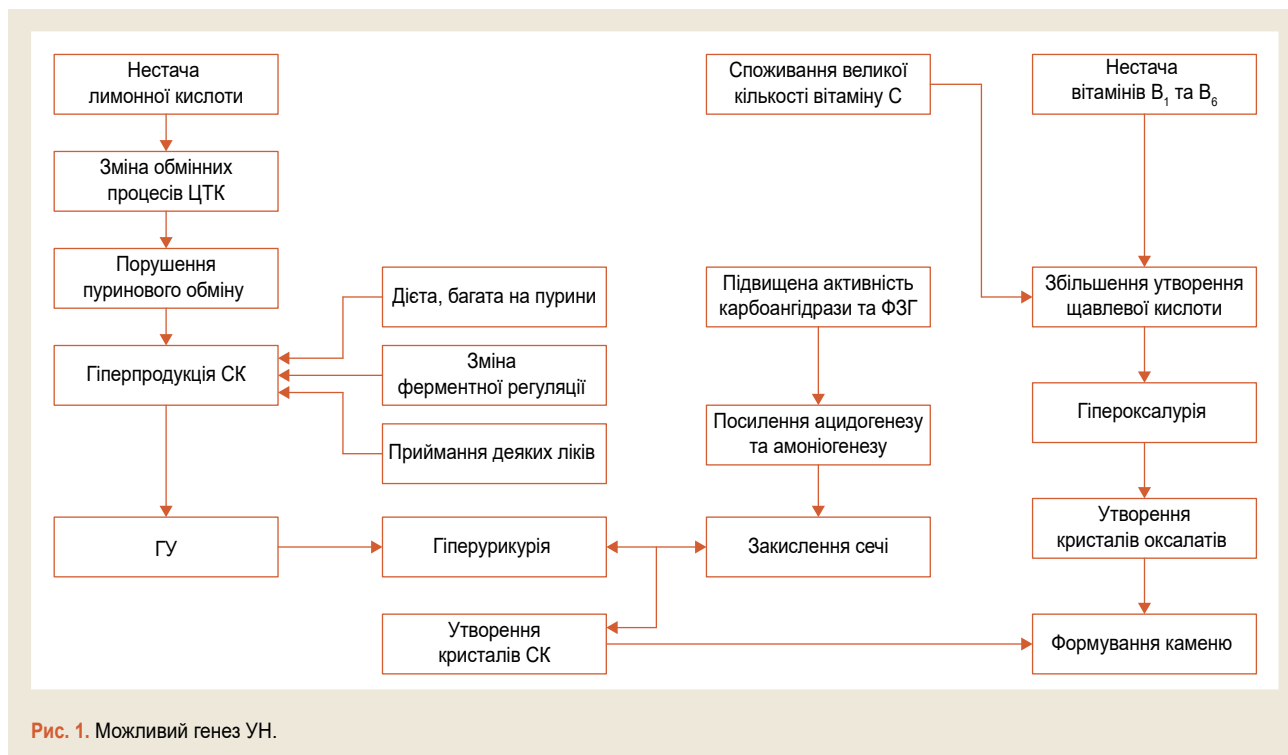 Нестача
лимонної кислоти
Споживання великої
кількості вітаміну С
Нестача
вітамінів B₁ та B₆
Зміна обмінних
процесів ЦТК
Порушення
пуринового обміну
Дієта, багата на пурини
Підвищена активність
карбоангідрази та ФЗГ
Збільшення утворення
щавлевої кислоти
Гіперпродукція СК
Зміна
ферментної регуляції
Приймання деяких ліків
Посилення ацидогенезу
та амоніогенезу
Гіпероксалурія
ГУ
Гіперурикурія
Закислення сечі
Утворення
кристалів оксалатів
Утворення
кристалів СК
Формування каменю
Рис. 1. Можливий генез УН.